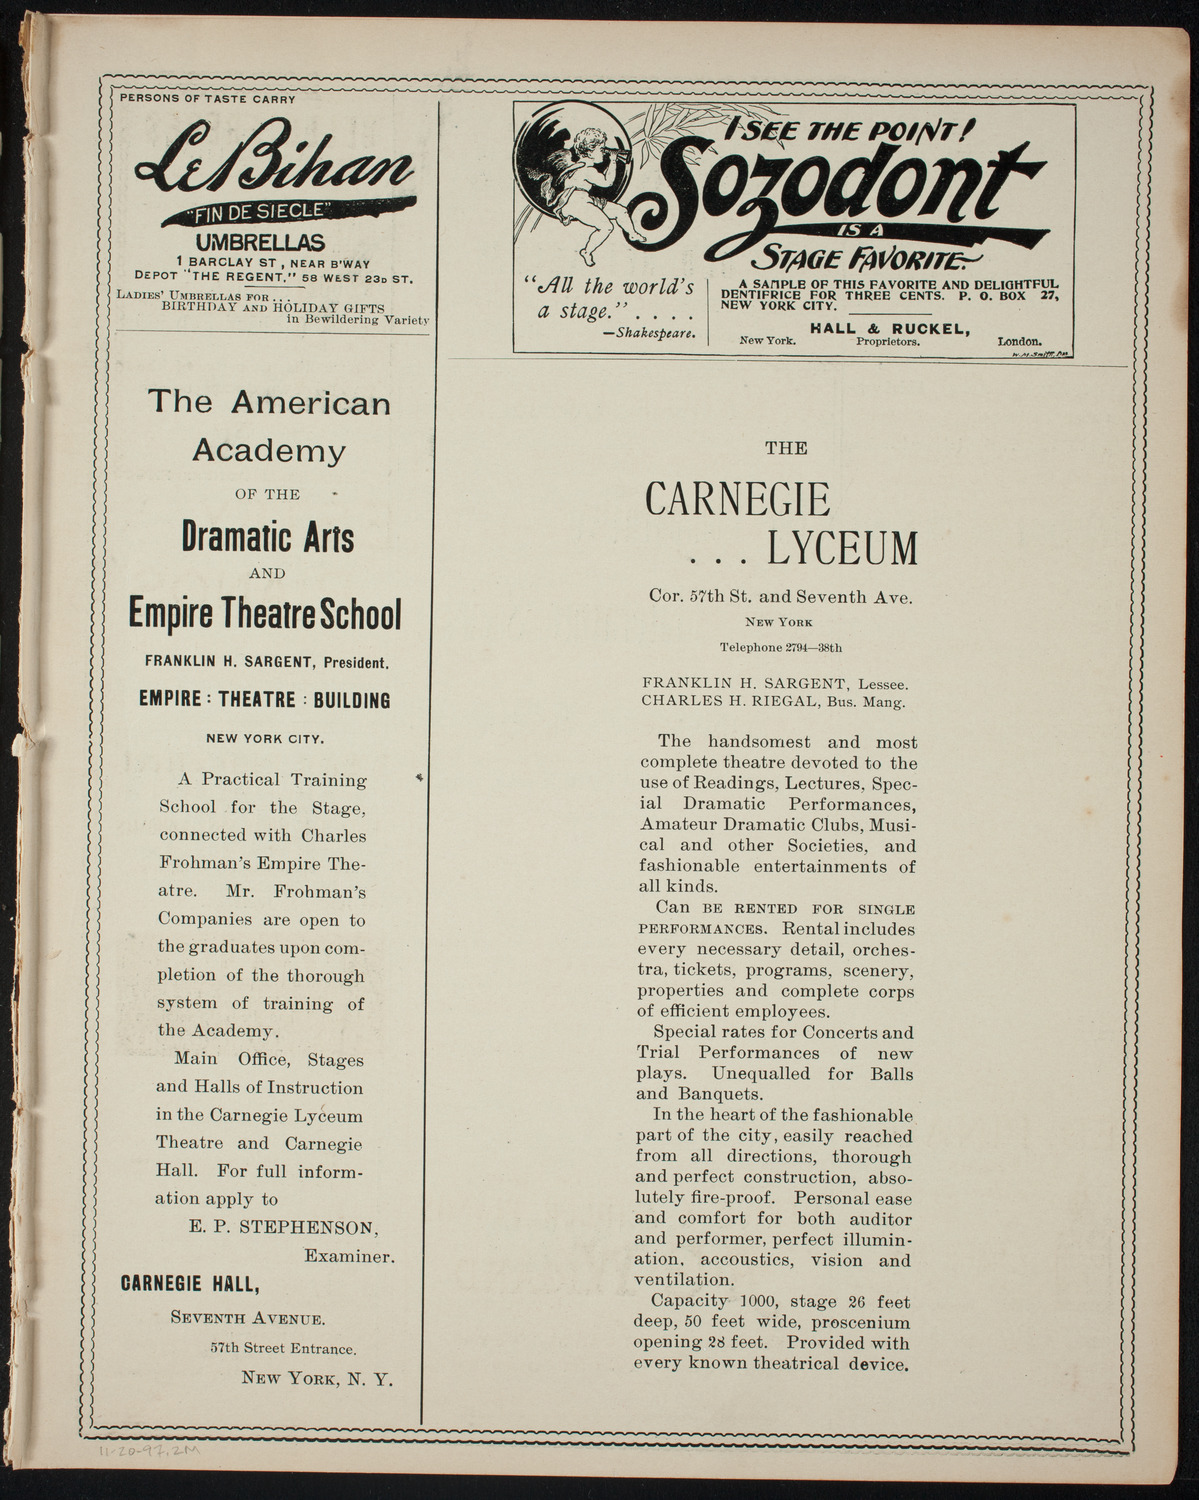 PERSONS OF TASTE CARRY
Le Bihan
"FIN DE SIECLE"
UMBRELLAS
1 BARCLAY ST , NEAR B'WAY
DEPOT "THE REGENT," 58 WEST 23D ST.
LADIES' UMBRELLAS FOR . . .
BIRTHDAY AND HOLIDAY GIFTS
in Bewildering Variety
The American
Academy
OF THE
Dramatic Arts
AND
Empire Theatre School
FRANKLIN H. SARGENT, President.
EMPIRE : THEATRE : BUILDING
NEW YORK CITY.
A Practical Training
School for the Stage,
connected with Charles
Frohman's Empire The-
atre. Mr. Frohman's
Companies are open to
the graduates upon com-
pletion of the thorough
system of training of
the Academy.
Main Office, Stages
and Halls of Instruction
in the Carnegie Lyceum
Theatre and Carnegie
Hall. For full inform-
ation apply to
E. P. STEPHENSON,
Examiner.
CARNEGIE HALL,
SEVENTH AVENUE.
57th Street Entrance.
NEW YORK, N. Y.
I SEE THE POINT!
Sozodont
IS A
STAGE FAVORITE
"All the world's
a stage." . . . .
—Shakespeare.
A SAMPLE OF THIS FAVORITE AND DELIGHTFUL
DENTIFRICE FOR THREE CENTS. P. O. BOX 27,
NEW YORK CITY.
HALL & RUCKEL,
New York. Proprietors. London.
THE
CARNEGIE
. . . LYCEUM
Cor. 57th St. and Seventh Ave.
NEW YORK
Telephone 2794—38th
FRANKLIN H. SARGENT, Lessee.
CHARLES H. RIEGAL, Bus. Mang.
The handsomest and most
complete theatre devoted to the
use of Readings, Lectures, Spec-
ial Dramatic Performances,
Amateur Dramatic Clubs, Musi-
cal and other Societies, and
fashionable entertainments of
all kinds.
Can BE RENTED FOR SINGLE
PERFORMANCES. Rental includes
every necessary detail, orches-
tra, tickets, programs, scenery,
properties and complete corps
of efficient employees.
Special rates for Concerts and
Trial Performances of new
plays. Unequalled for Balls
and Banquets.
In the heart of the fashionable
part of the city, easily reached
from all directions, thorough
and perfect construction, abso-
lutely fire-proof. Personal ease
and comfort for both auditor
and performer, perfect illumin-
ation, accoustics, vision and
ventilation.
Capacity 1000, stage 26 feet
deep, 50 feet wide, proscenium
opening 28 feet. Provided with
every known theatrical device.
11-20-97.2M